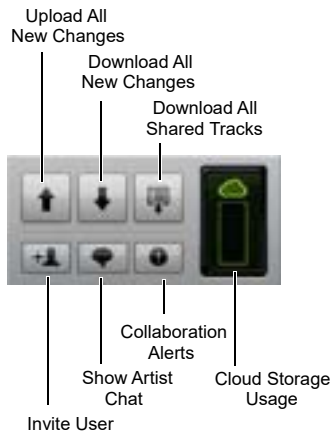 Upload All
New Changes
Download All
New Changes
Download All
Shared Tracks
Collaboration
Alerts
Show Artist
Chat
Cloud Storage
Usage
Invite User